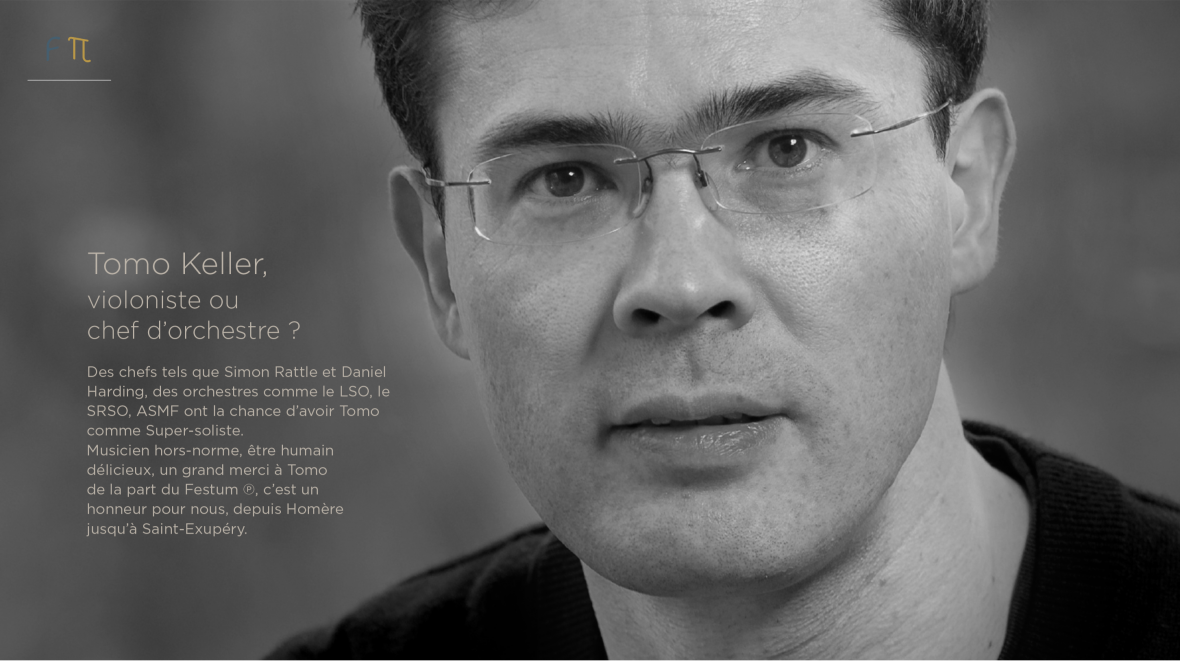 π
Tomo Keller,
violoniste ou
chef d’orchestre ?
Des chefs tels que Simon Rattle et Daniel
Harding, des orchestres comme le LSO, le
SRSO, ASMF ont la chance d’avoir Tomo
comme Super-soliste.
Musicien hors-norme, être humain
délicieux, un grand merci à Tomo
de la part du Festum ℗, c’est un
honneur pour nous, depuis Homère
jusqu’à Saint-Exupéry.